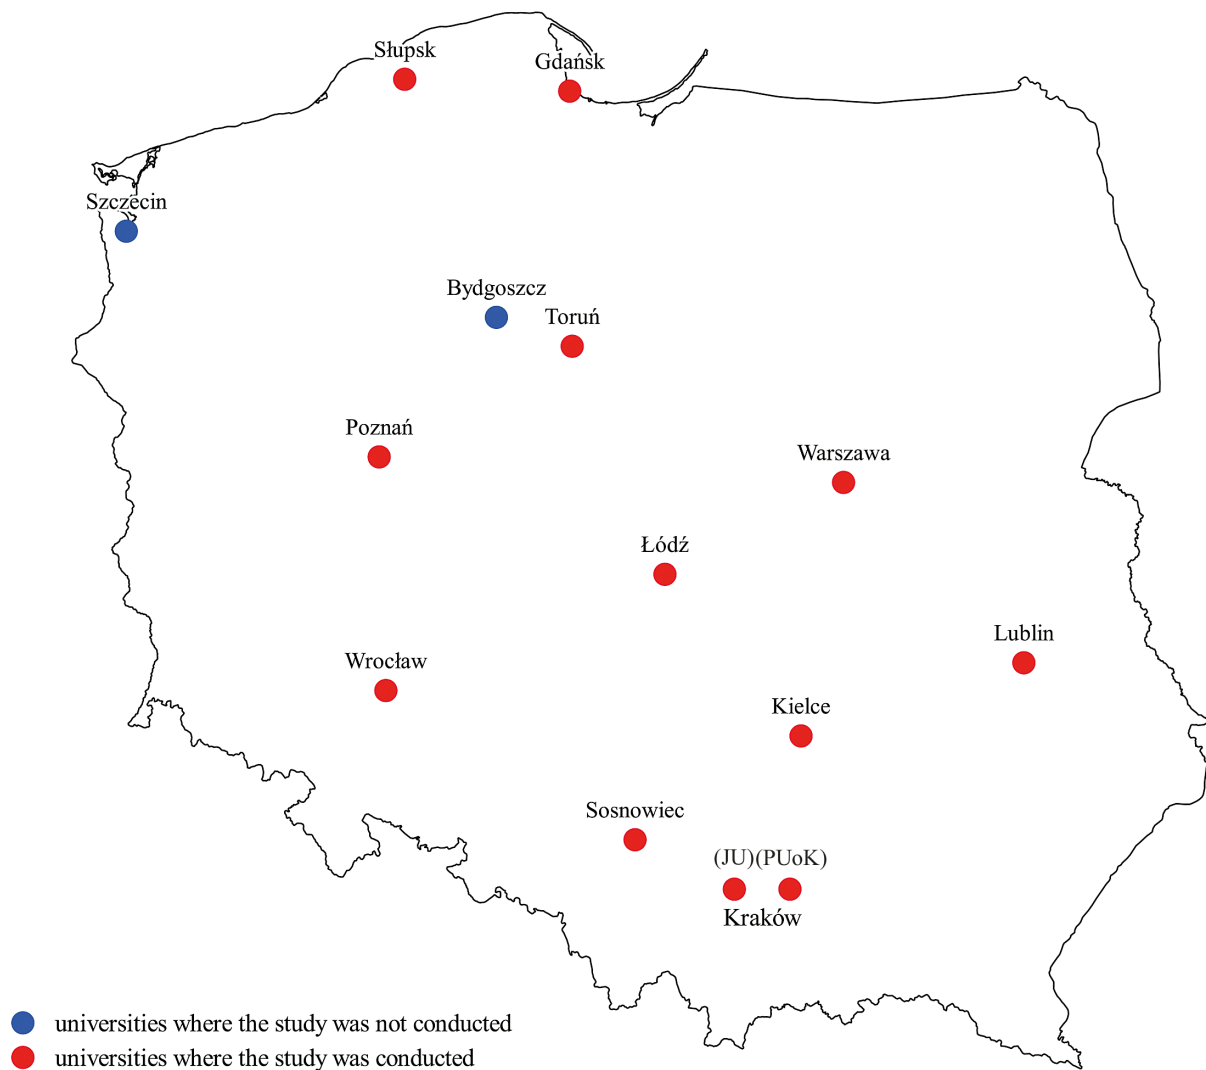 Słupsk
Gdańsk
Szczecin
Bydgoszcz
Toruń
Poznań
Warszawa
Łódź
Lublin
Wrocław
Kielce
Sosnowiec
(JU)(PUoK)
Kraków
universities where the study was not conducted
universities where the study was conducted